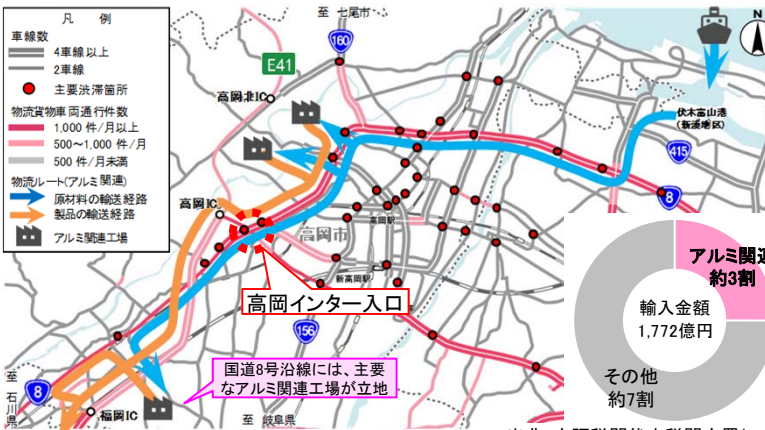 凡 例
車線数
4車線以上
2車線
主要渋滞箇所
物流貨物車両通行件数
1,000 件/月以上
500～1,000 件/月
500 件/月未満
物流ルート(アルミ関連)
原材料の輸送経路
製品の輸送経路
アルミ関連工場
至 七尾市
160
E41
高岡北IC
N
伏木富山港
(新湊地区)
415
8
高岡IC
高岡駅
高岡市
新高岡駅
高岡インター入口
156
アルミ関連
約3割
輸入金額
1,772億円
その他
約7割
国道8号沿線には、主要
なアルミ関連工場が立地
至 石川県
8
福岡IC
至 岐阜県